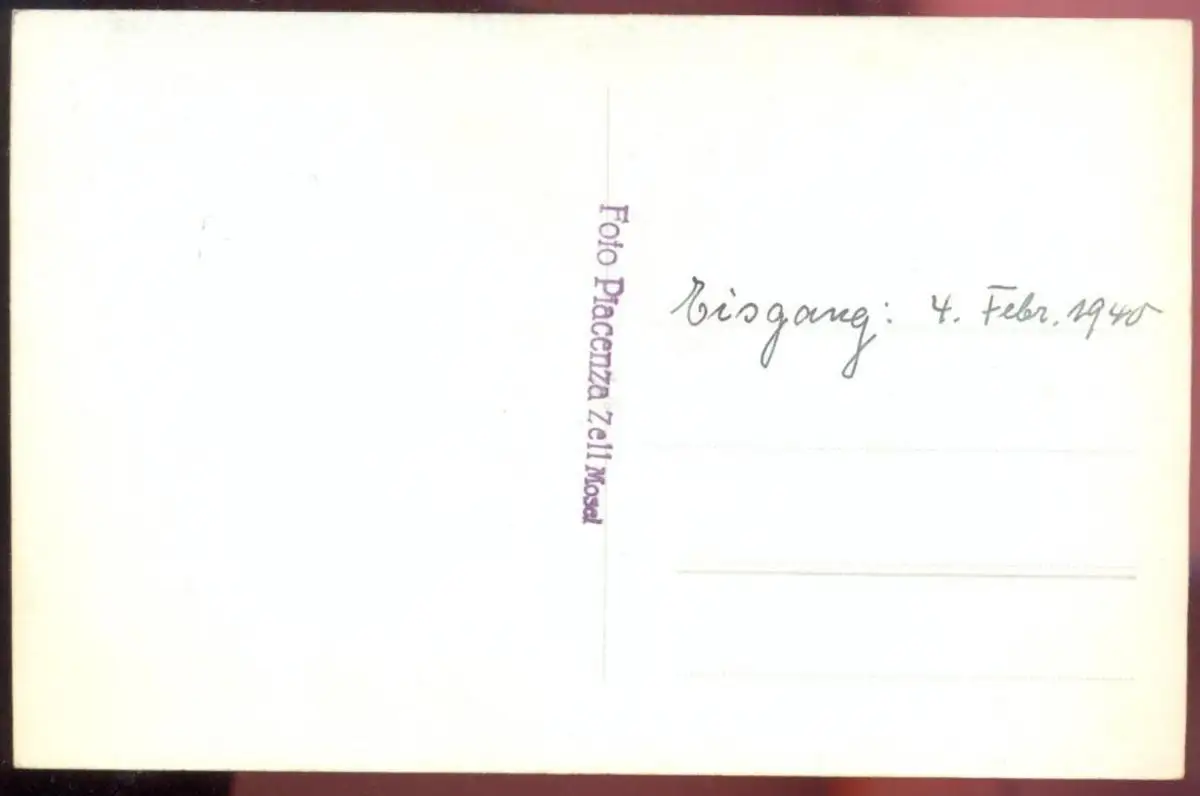 Foto Piacenza Zell Mosel
Eisgang: 4. Febr. 1940